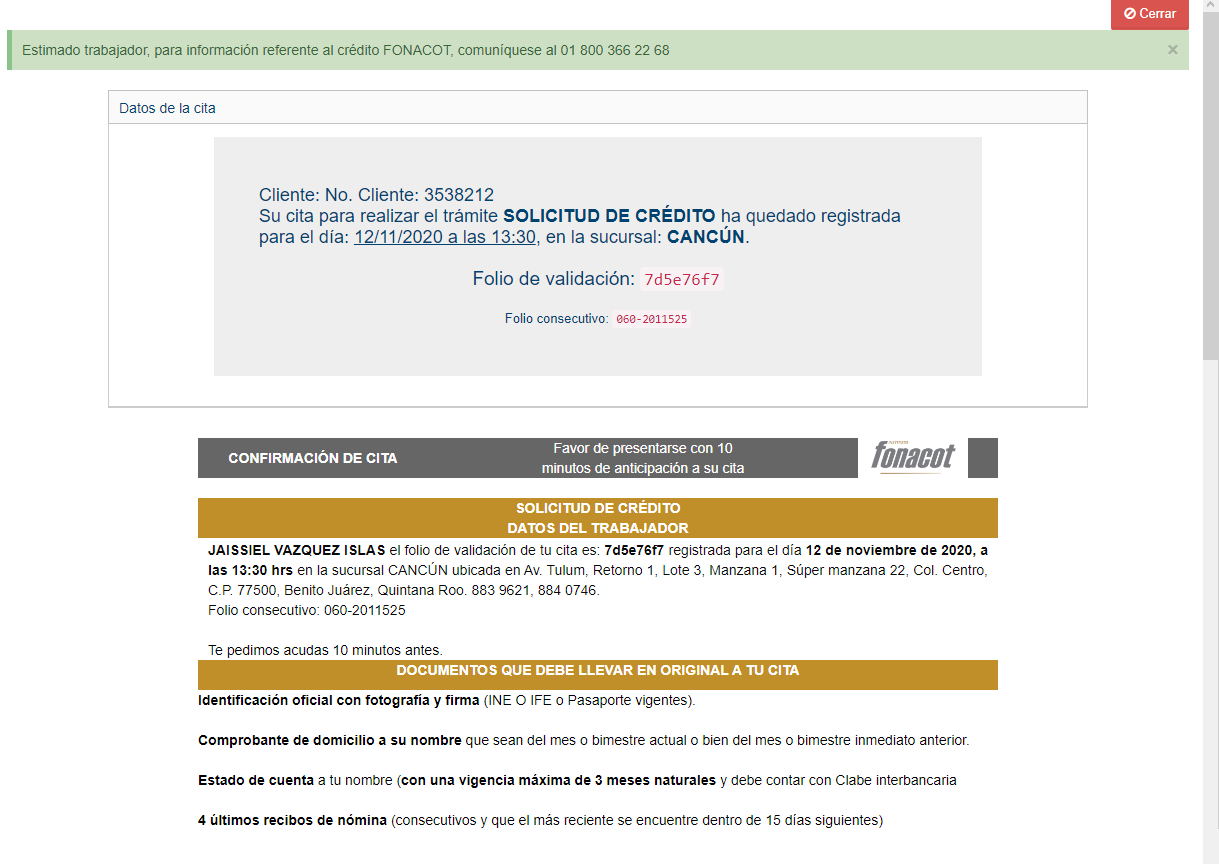 Cerrar
Estimado trabajador, para información referente al crédito FONACOT, comuníquese al 01 800 366 22 68
×
Datos de la cita
Cliente: No. Cliente: 3538212
Su cita para realizar el trámite SOLICITUD DE CRÉDITO ha quedado registrada
para el día: 12/11/2020 a las 13:30, en la sucursal: CANCÚN.
Folio de validación: 7d5e76f7
Folio consecutivo: 060-2011525
CONFIRMACIÓN DE CITA
Favor de presentarse con 10
minutos de anticipación a su cita
fonacot
SOLICITUD DE CRÉDITO
DATOS DEL TRABAJADOR
JAISSIEL VAZQUEZ ISLAS el folio de validación de tu cita es: 7d5e76f7 registrada para el día 12 de noviembre de 2020, a
las 13:30 hrs en la sucursal CANCÚN ubicada en Av. Tulum, Retorno 1, Lote 3, Manzana 1, Súper manzana 22, Col. Centro,
C.P. 77500, Benito Juárez, Quintana Roo. 883 9621, 884 0746.
Folio consecutivo: 060-2011525
Te pedimos acudas 10 minutos antes.
DOCUMENTOS QUE DEBE LLEVAR EN ORIGINAL A TU CITA
Identificación oficial con fotografía y firma (INE O IFE o Pasaporte vigentes).
Comprobante de domicilio a su nombre que sean del mes o bimestre actual o bien del mes o bimestre inmediato anterior.
Estado de cuenta a tu nombre (con una vigencia máxima de 3 meses naturales y debe contar con Clabe interbancaria
4 últimos recibos de nómina (consecutivos y que el más reciente se encuentre dentro de 15 días siguientes)